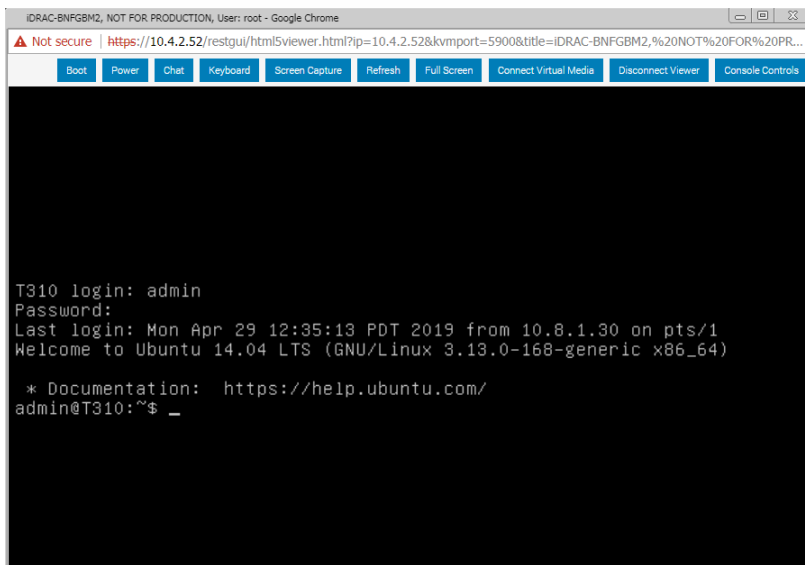 iDRAC-BNFGBM2, NOT FOR PRODUCTION, User: root - Google Chrome
Not secure | https://10.4.2.52/restgui/html5viewer.html?ip=10.4.2.52&kvmport=5900&title=iDRAC-BNFGBM2,%20NOT%20FOR%20PR...
Boot Power Chat Keyboard Screen Capture Refresh Full Screen Connect Virtual Media Disconnect Viewer Console Controls
T310 login: admin
Password:
Last login: Mon Apr 29 12:35:13 PDT 2019 from 10.8.1.30 on pts/1
Welcome to Ubuntu 14.04 LTS (GNU/Linux 3.13.0-168-generic x86_64)
* Documentation:  https://help.ubuntu.com/
admin@T310:~$ _